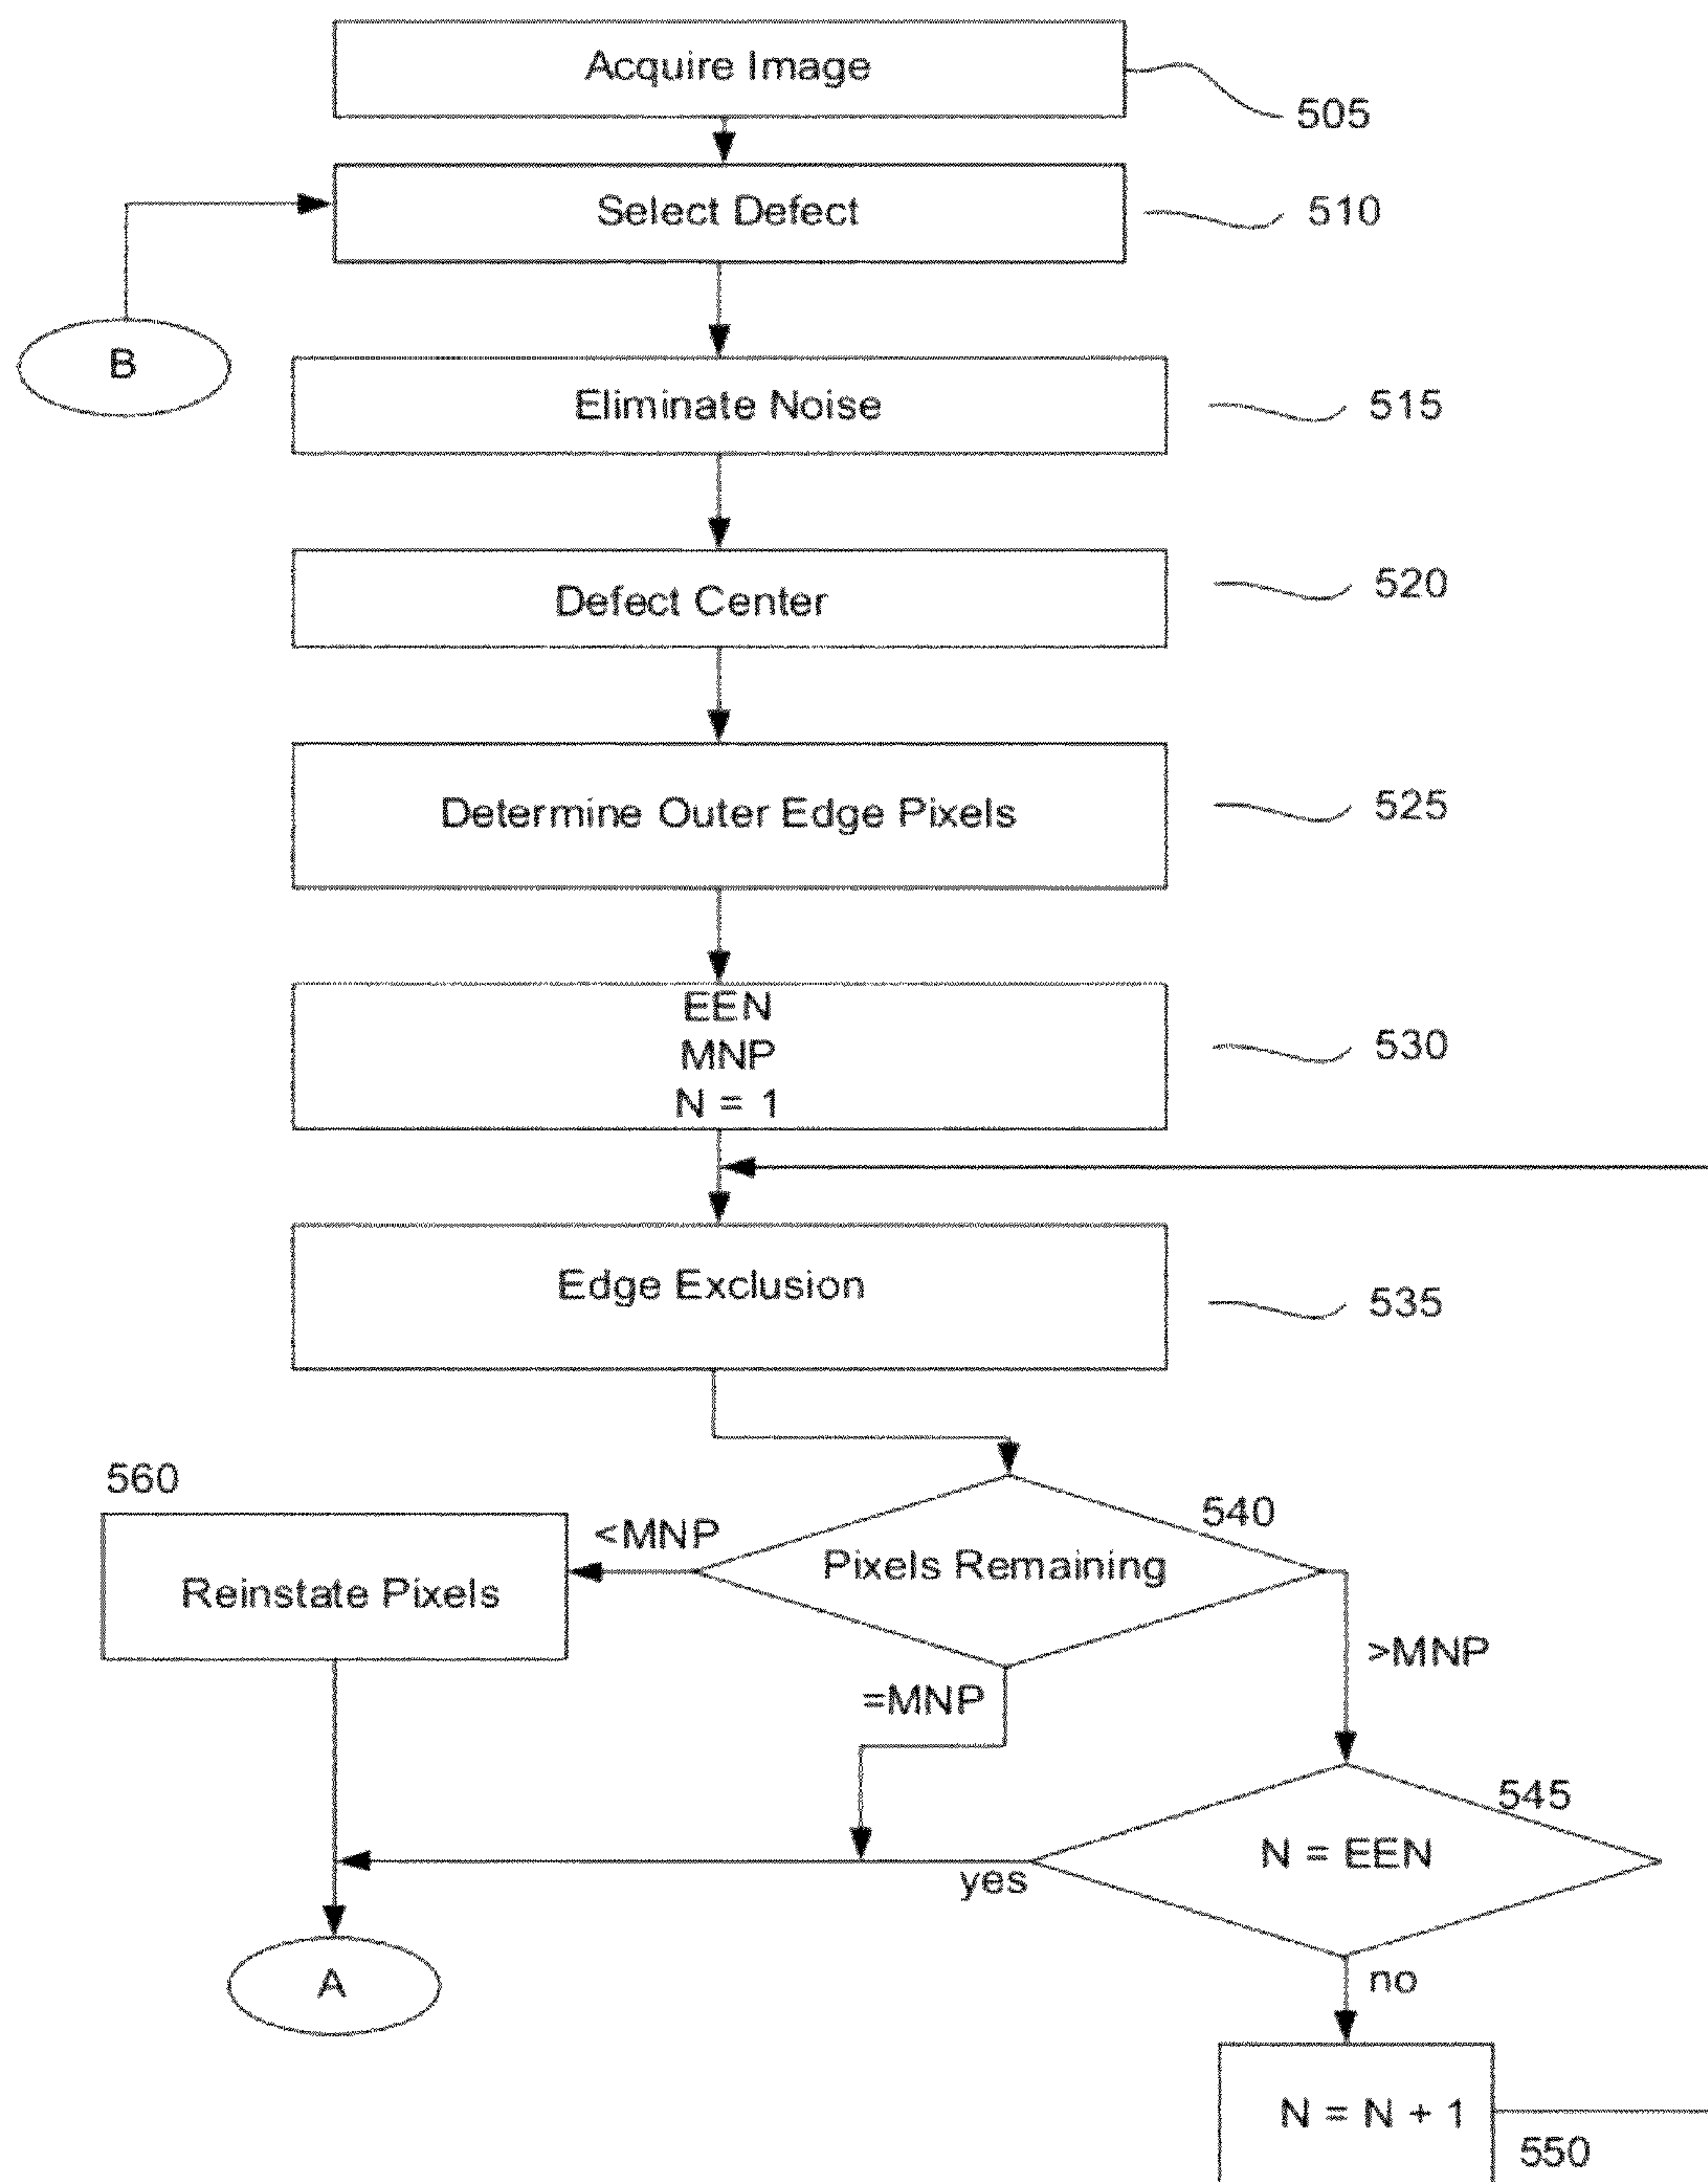 Acquire Image
505
Select Defect
510
B
Eliminate Noise
515
Defect Center
520
Determine Outer Edge Pixels
525
EEN
MNP
N = 1
530
Edge Exclusion
535
560
<MNP
540
Reinstate Pixels
Pixels Remaining
>MNP
=MNP
545
N = EEN
yes
A
no
N = N + 1
550